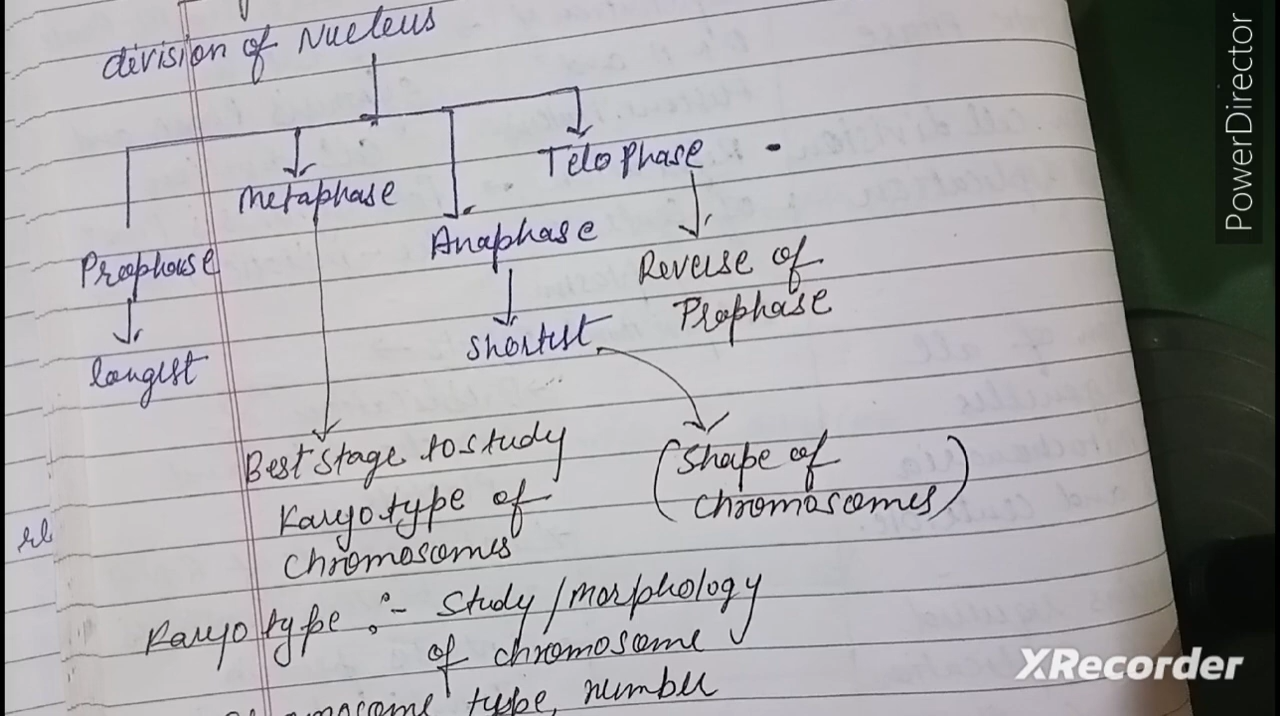 division of Nucleus
Metaphase
Telophase
Prophase
Anaphase
Reverse of
Prophase
longest
shortest
Best stage to study
Karyotype of
chromosomes
(Shape of
chromosomes)
Karyotype :- Study/morphology
of chromosome
type, number
PowerDirector
XRecorder